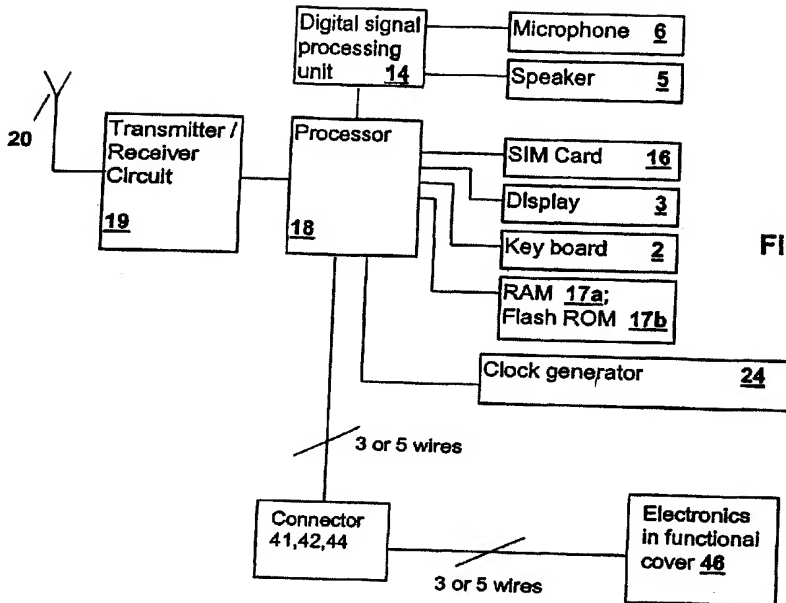 Digital signal
processing
unit 14
Microphone 6
Speaker 5
20
Transmitter /
Receiver
Circuit
19
Processor
18
SIM Card 16
Display 3
Key board 2
RAM 17a;
Flash ROM 17b
FI
Clock generator 24
3 or 5 wires
Connector
41,42,44
Electronics
in functional
cover 46
3 or 5 wires